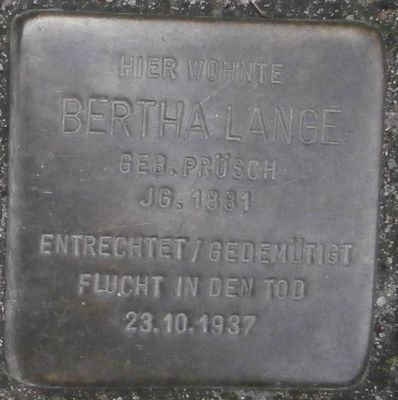 HIER WOHNTE
BERTHA LANGE
GEB. PRÜSCH
JG. 1881
ENTRECHTET / GEDEMÜTIGT
FLUCHT IN DEN TOD
23.10.1937